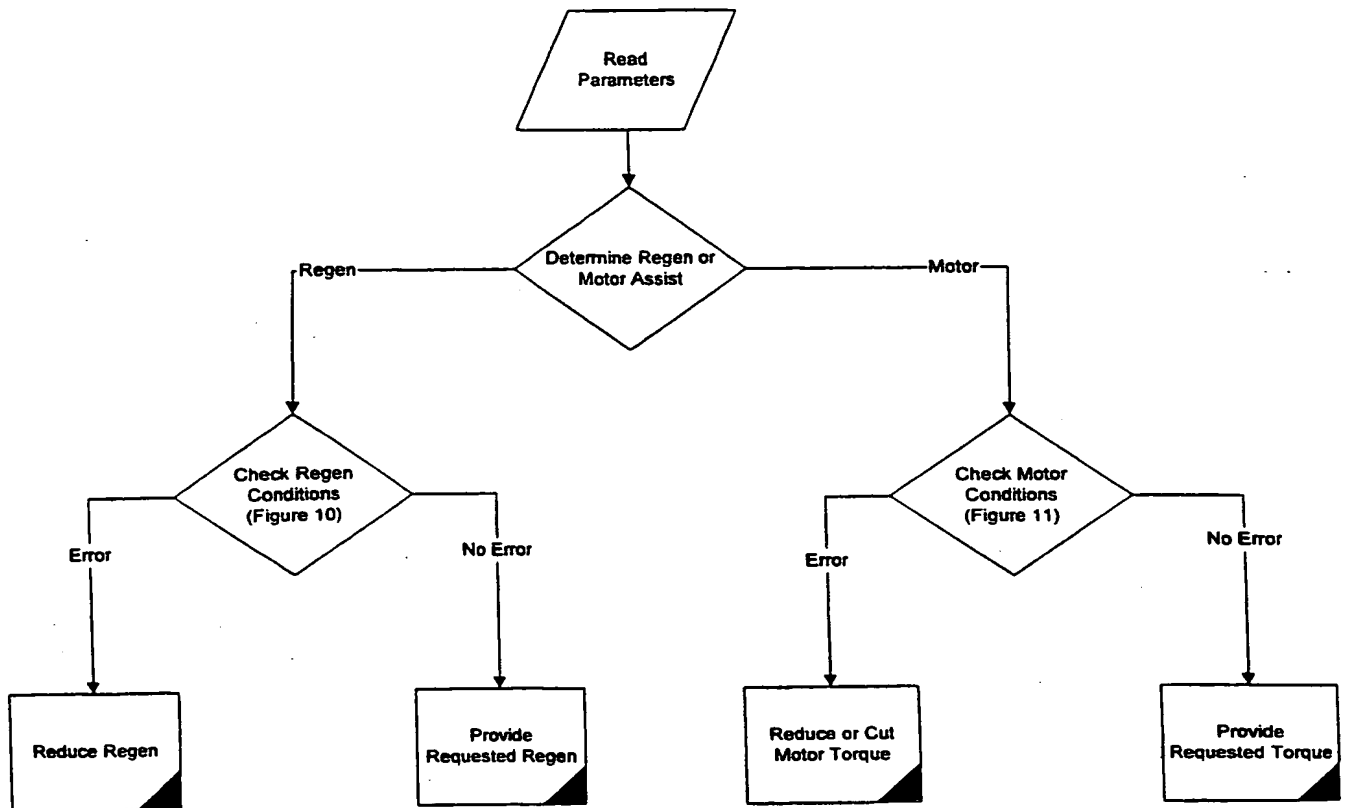 Read
Parameters
Determine Regen or
Motor Assist
Regen
Motor
Check Regen
Conditions
(Figure 10)
Check Motor
Conditions
(Figure 11)
Error
No Error
Error
No Error
Reduce Regen
Provide
Requested Regen
Reduce or Cut
Motor Torque
Provide
Requested Torque